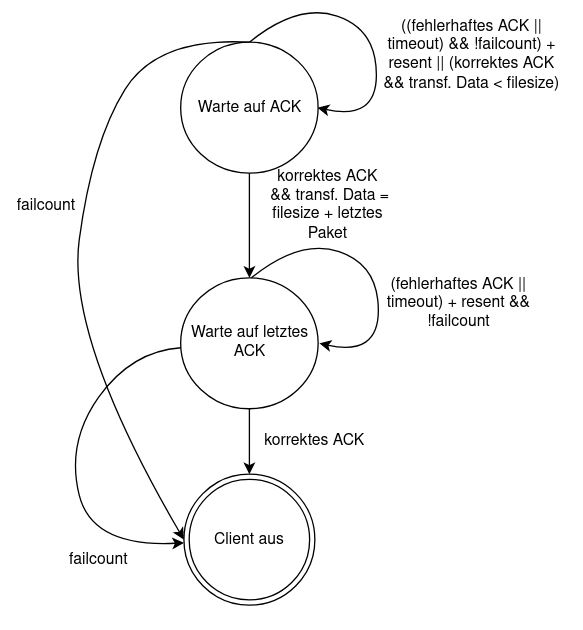 ((fehlerhaftes ACK ||
timeout) && !failcount) +
resent || (korrektes ACK
&& transf. Data < filesize)
Warte auf ACK
failcount
korrektes ACK
&& transf. Data =
filesize + letztes
Paket
(fehlerhaftes ACK ||
timeout) + resent &&
!failcount
Warte auf letztes
ACK
korrektes ACK
Client aus
failcount